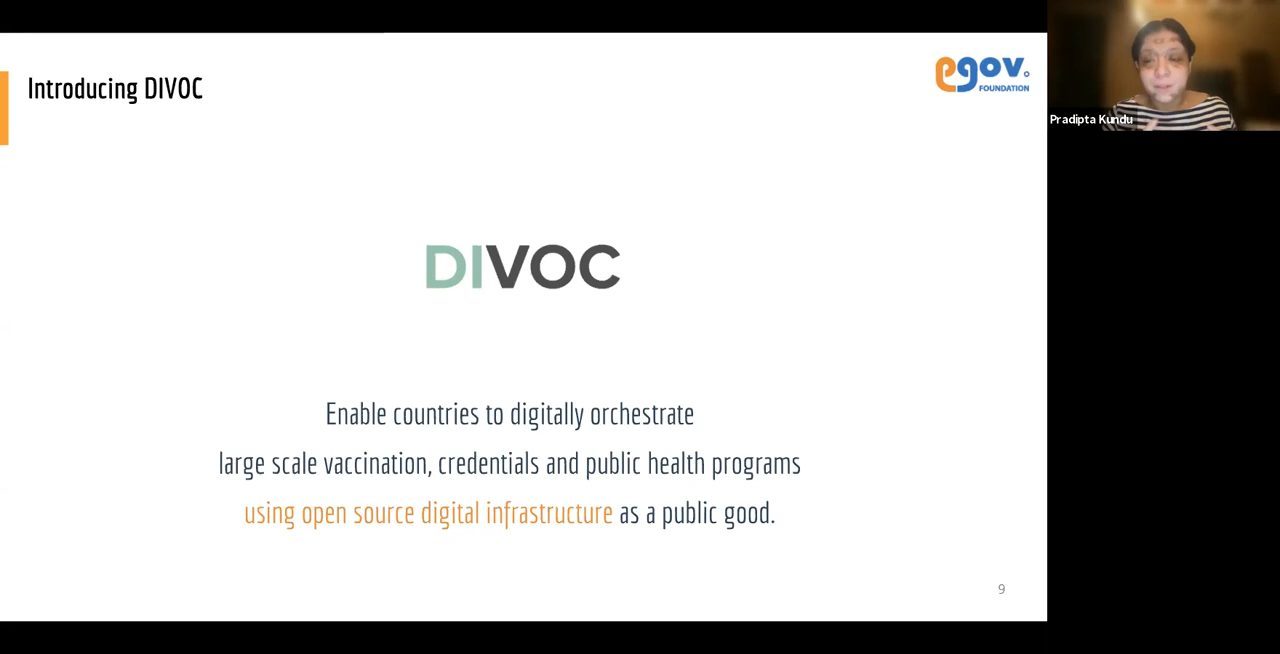 Introducing DIVOC
egov.
FOUNDATION
Pradipta Kundu
DIVOC
Enable countries to digitally orchestrate
large scale vaccination, credentials and public health programs
using open source digital infrastructure as a public good.
9